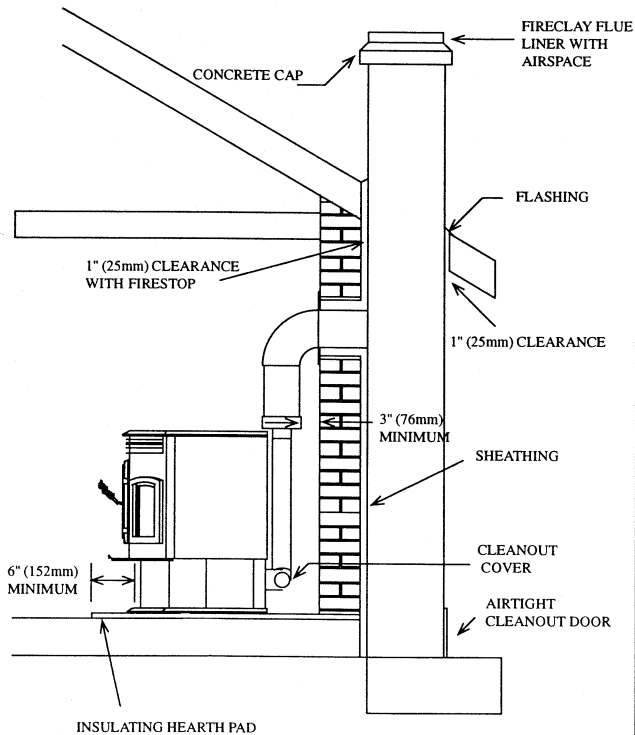 FIRECLAY FLUE
LINER WITH
AIRSPACE
CONCRETE CAP
FLASHING
1" (25mm) CLEARANCE
WITH FIRESTOP
1" (25mm) CLEARANCE
3" (76mm)
MINIMUM
SHEATHING
CLEANOUT
COVER
6" (152mm)
MINIMUM
AIRTIGHT
CLEANOUT DOOR
INSULATING HEARTH PAD